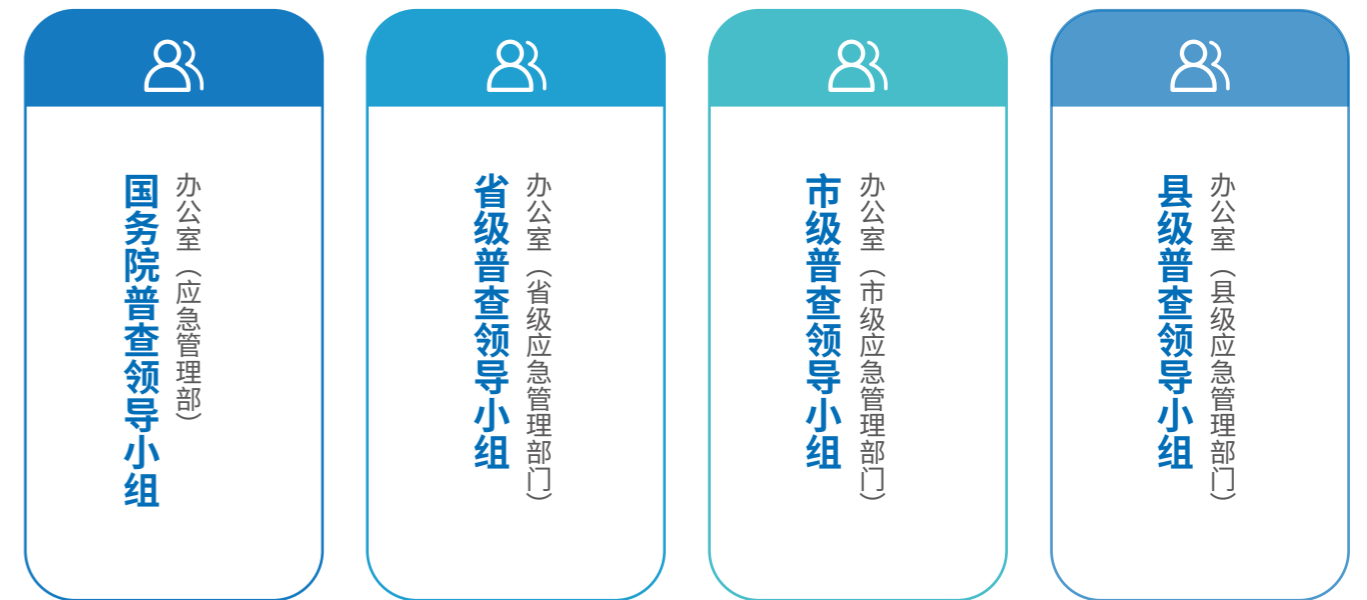 国务院普查领导小组
办公室（应急管理部）
省级普查领导小组
办公室（省级应急管理部门）
市级普查领导小组
办公室（市级应急管理部门）
县级普查领导小组
办公室（县级应急管理部门）